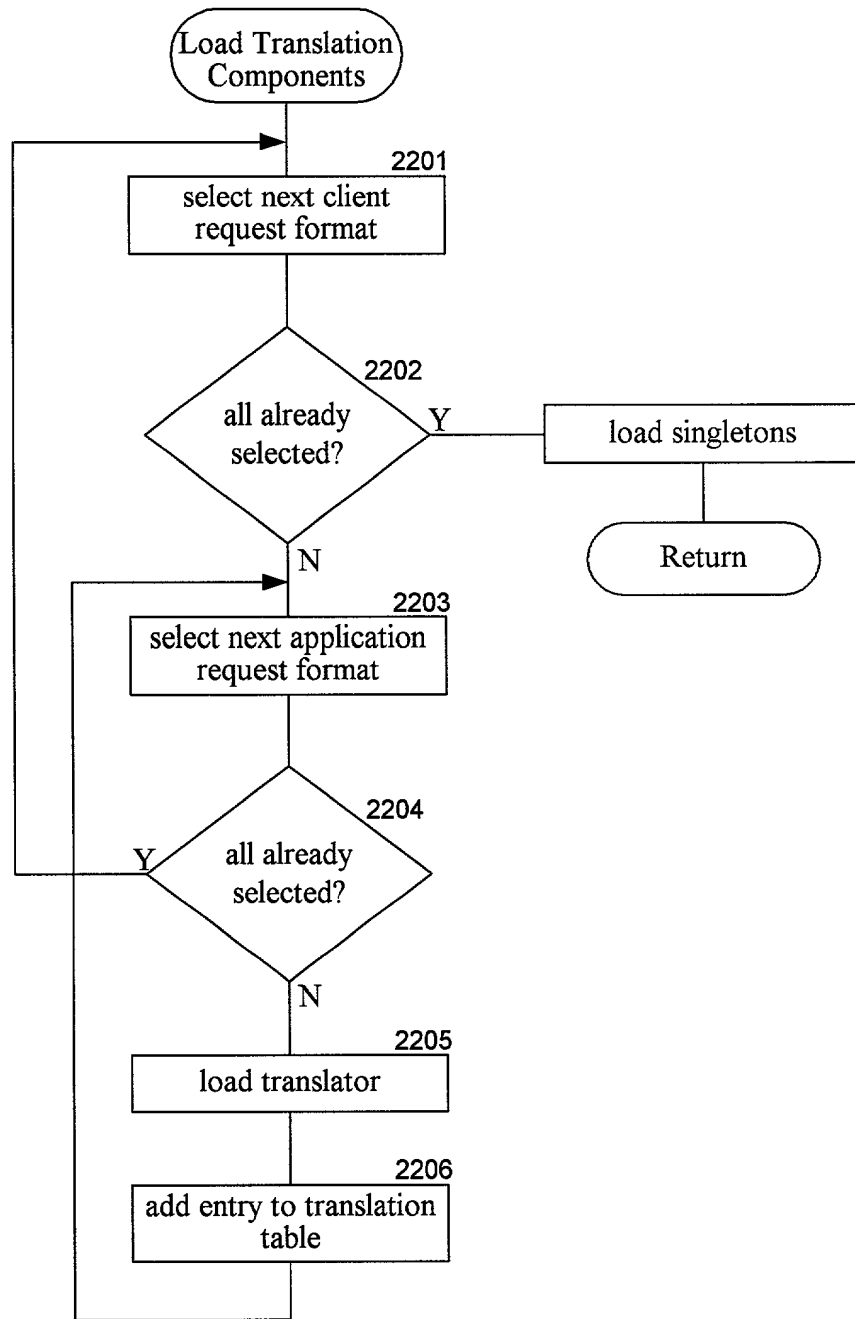 Load Translation
Components
2201
select next client
request format
2202
all already
selected?
Y
load singletons
Return
N
2203
select next application
request format
2204
Y
all already
selected?
N
2205
load translator
2206
add entry to translation
table